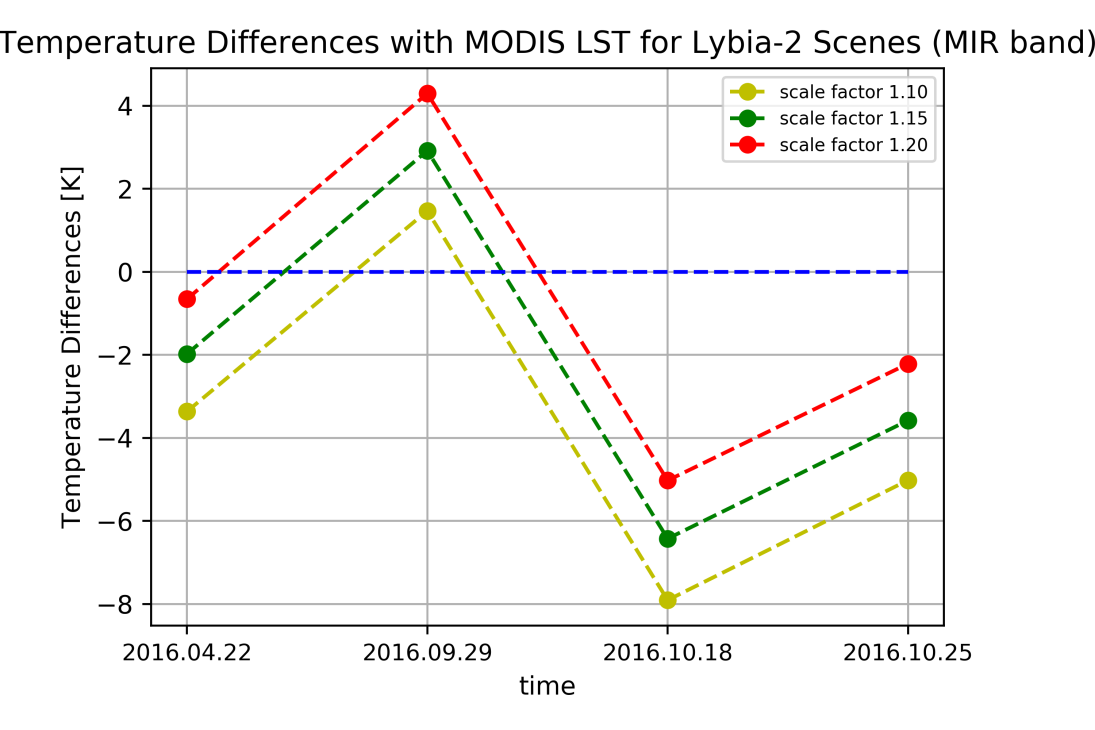 Temperature Differences with MODIS LST for Lybia-2 Scenes (MIR band)
Temperature Differences [K]
4
2
0
−2
−4
−6
−8
scale factor 1.10
scale factor 1.15
scale factor 1.20
2016.04.22 2016.09.29 2016.10.18 2016.10.25
time